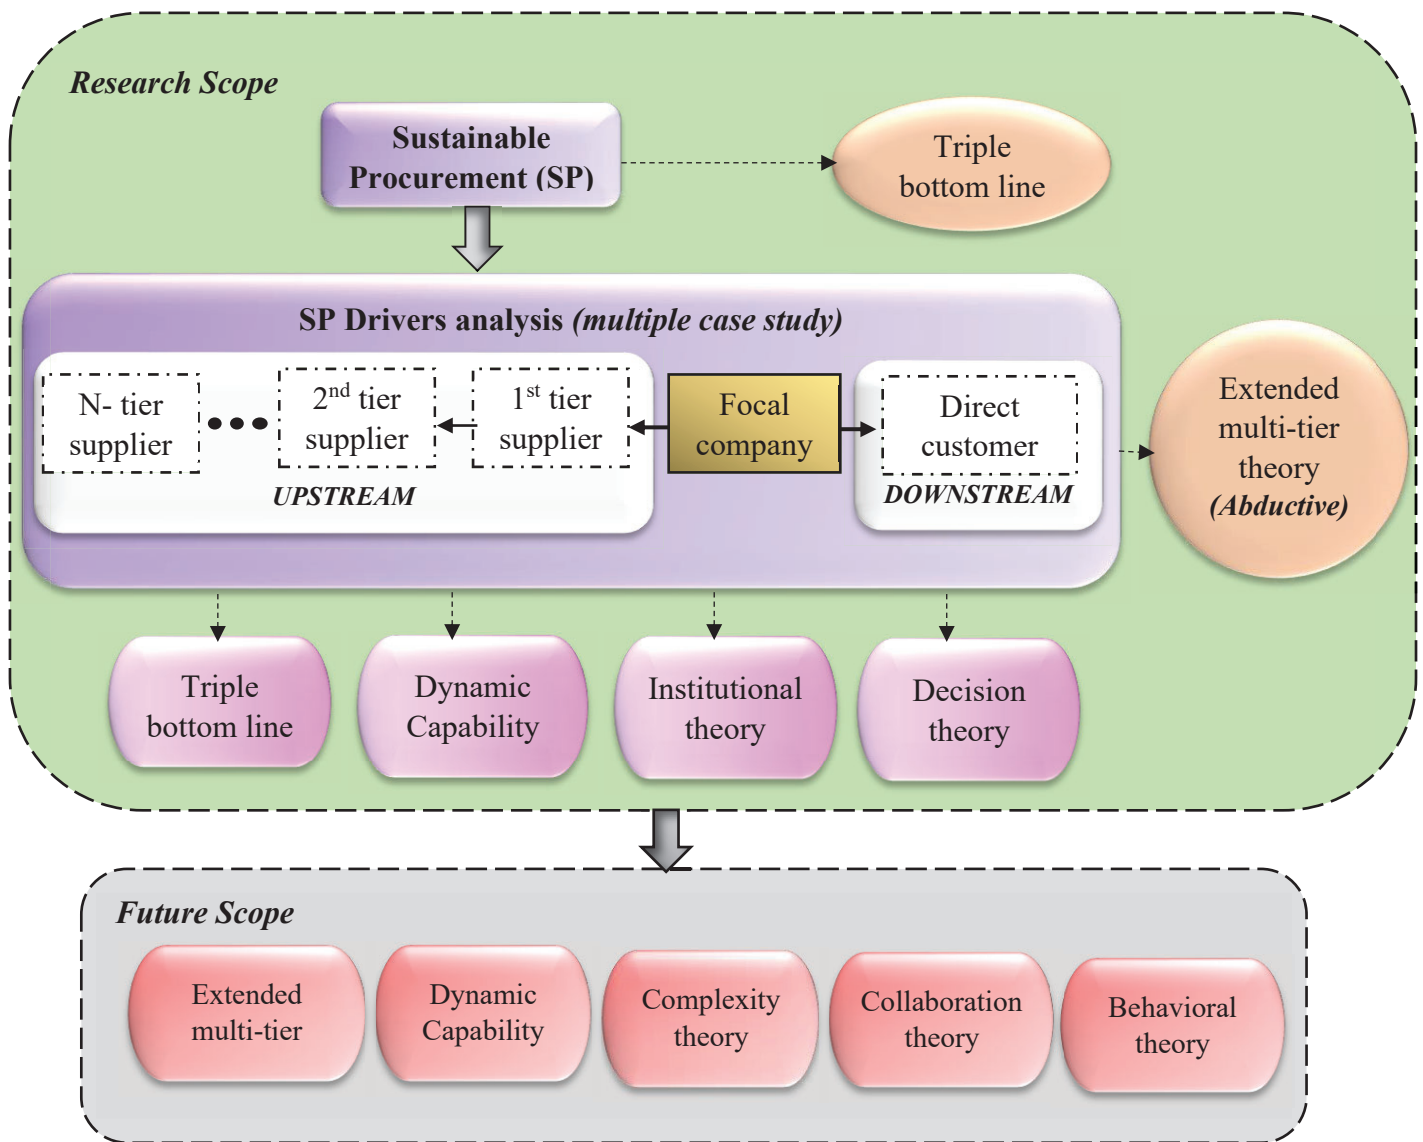 Research Scope
Sustainable
Procurement (SP)
Triple
bottom line
SP Drivers analysis (multiple case study)
N- tier
supplier
2nd tier
supplier
1st tier
supplier
UPSTREAM
Focal
company
Direct
customer
DOWNSTREAM
Extended
multi-tier
theory
(Abductive)
Triple
bottom line
Dynamic
Capability
Institutional
theory
Decision
theory
Future Scope
Extended
multi-tier
Dynamic
Capability
Complexity
theory
Collaboration
theory
Behavioral
theory